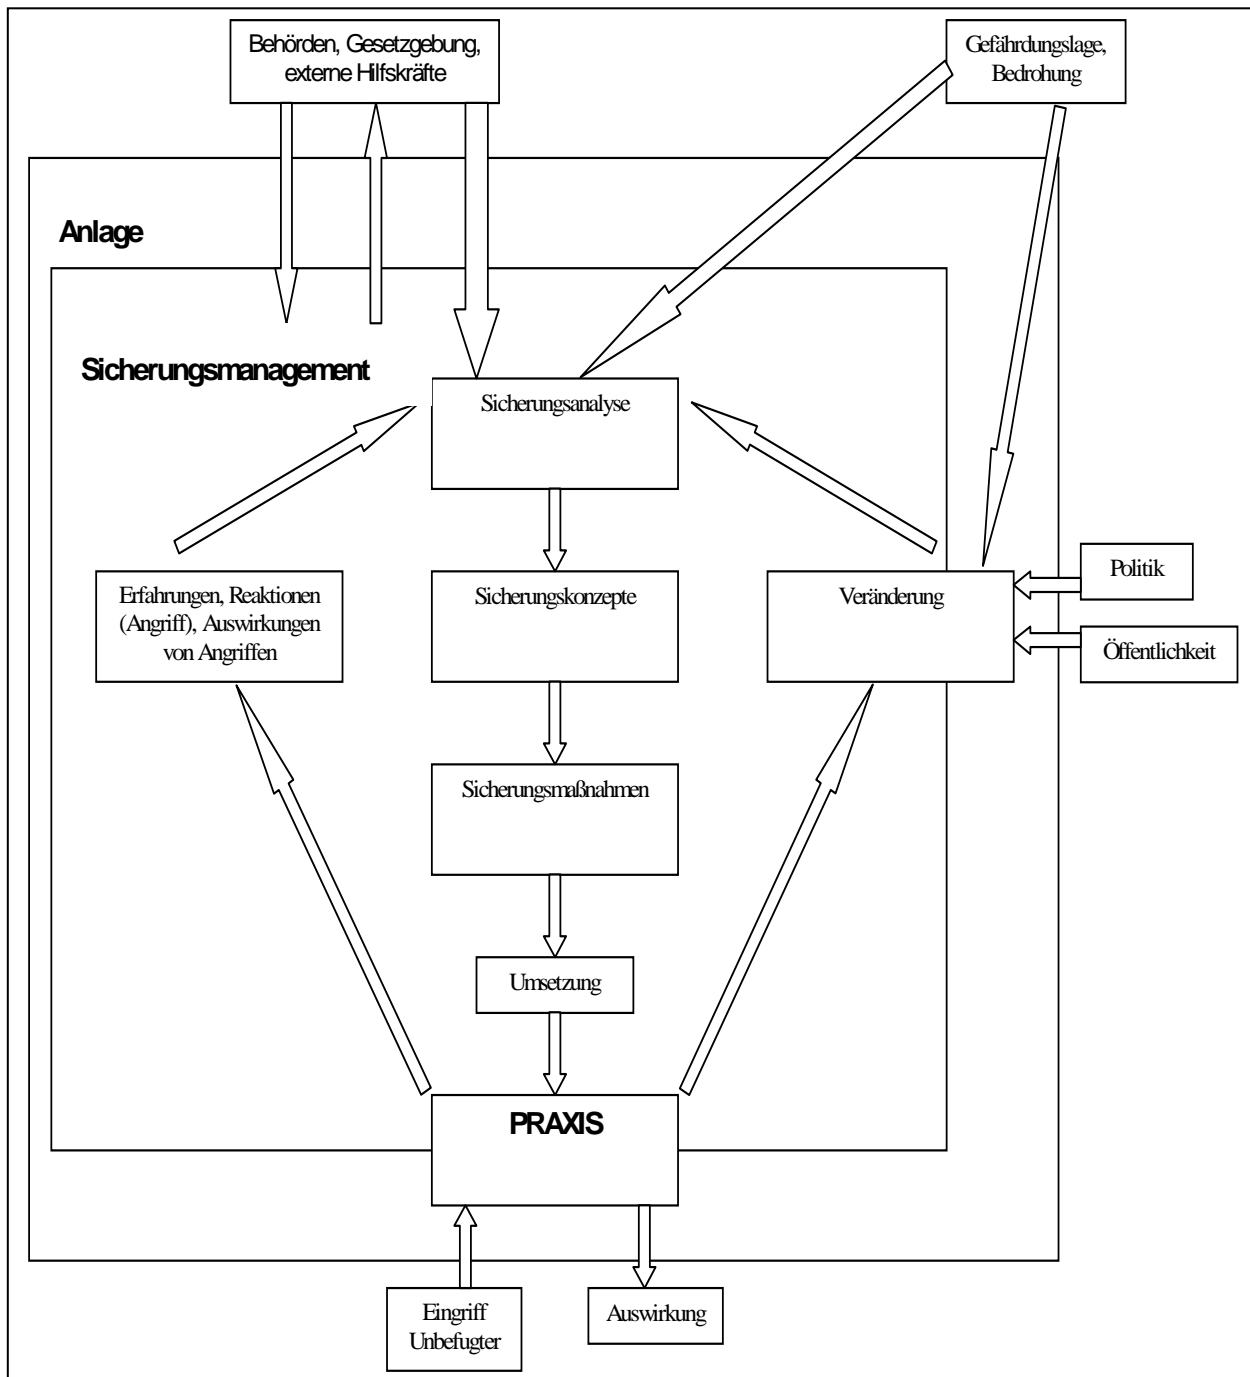 Behörden, Gesetzgebung,
externe Hilfskräfte
Gefährdungslage,
Bedrohung
Anlage
Sicherungsmanagement
Sicherungsanalyse
Erfahrungen, Reaktionen
(Angriff), Auswirkungen
von Angriffen
Sicherungskonzepte
Veränderung
Politik
Öffentlichkeit
Sicherungsmaßnahmen
Umsetzung
PRAXIS
Eingriff
Unbefugter
Auswirkung